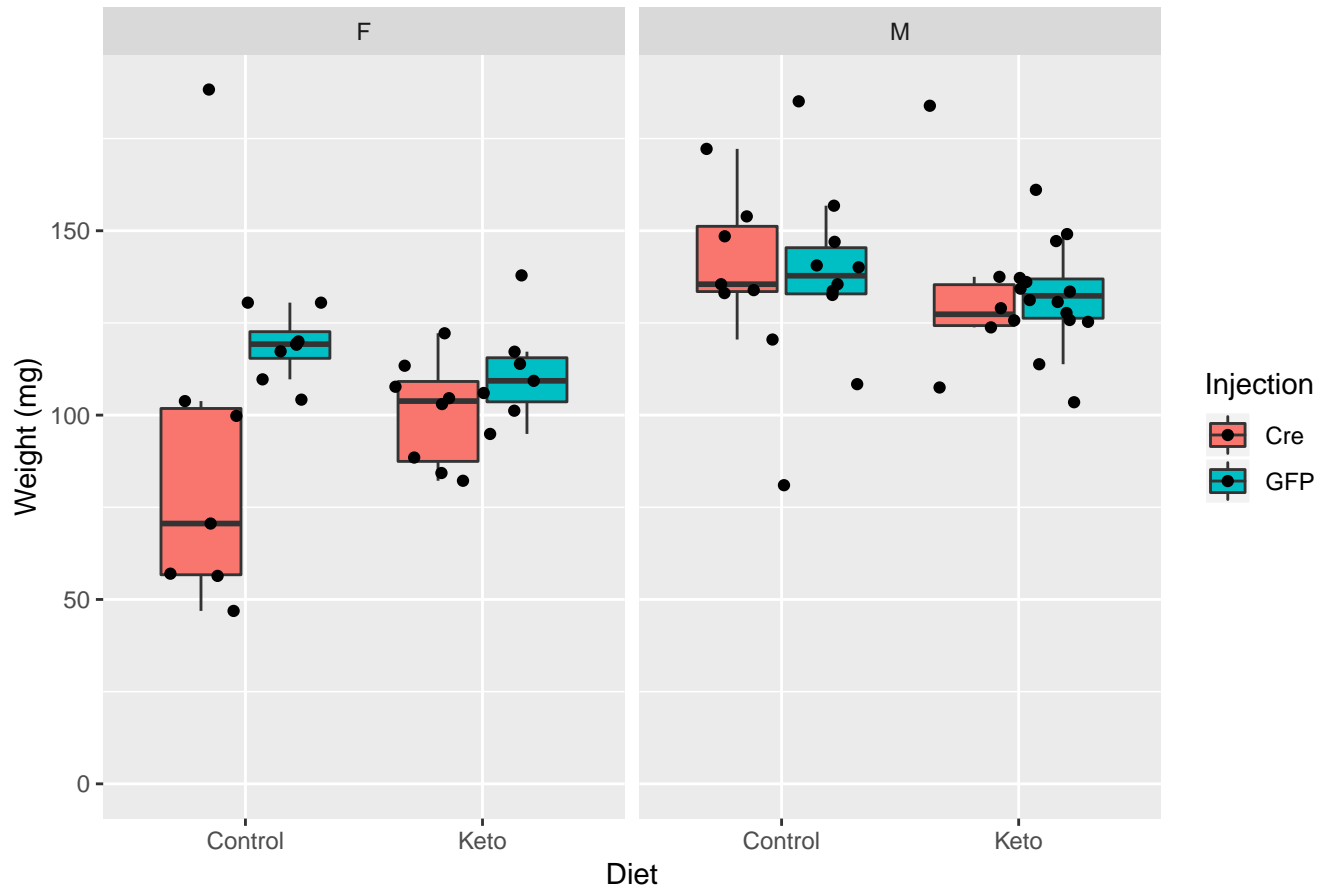 F
M
Weight (mg)
150
100
50
0
Control
Keto
Control
Keto
Diet
Injection
Cre
GFP